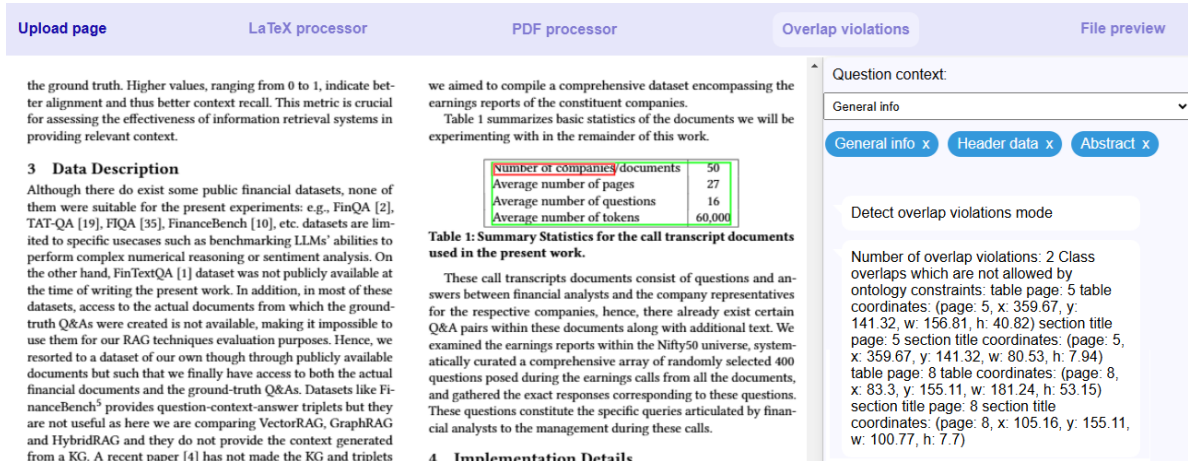 Upload page
LaTeX processor
PDF processor
Overlap violations
File preview
the ground truth. Higher values, ranging from 0 to 1, indicate bet-
ter alignment and thus better context recall. This metric is crucial
for assessing the effectiveness of information retrieval systems in
providing relevant context.
3 Data Description
Although there do exist some public financial datasets, none of
them were suitable for the present experiments: e.g., FinQA [2],
TAT-QA [19], FIQA [35], FinanceBench [10], etc. datasets are lim-
ited to specific usecases such as benchmarking LLMs' abilities to
perform complex numerical reasoning or sentiment analysis. On
the other hand, FinTextQA [1] dataset was not publicly available at
the time of writing the present work. In addition, in most of these
datasets, access to the actual documents from which the ground-
truth Q&As were created is not available, making it impossible to
use them for our RAG techniques evaluation purposes. Hence, we
resorted to a dataset of our own though through publicly available
documents but such that we finally have access to both the actual
financial documents and the ground-truth Q&As. Datasets like Fi-
nanceBench5 provides question-context-answer triplets but they
are not useful as here we are comparing VectorRAG, GraphRAG
and HybridRAG and they do not provide the context generated
from a KG. A recent paper [4] has not made the KG and triplets
we aimed to compile a comprehensive dataset encompassing the
earnings reports of the constituent companies.
Table 1 summarizes basic statistics of the documents we will be
experimenting with in the remainder of this work.
Number of companies/documents 50
Average number of pages 27
Average number of questions 16
Average number of tokens 60,000
Table 1: Summary Statistics for the call transcript documents
used in the present work.
These call transcripts documents consist of questions and an-
swers between financial analysts and the company representatives
for the respective companies, hence, there already exist certain
Q&A pairs within these documents along with additional text. We
examined the earnings reports within the Nifty50 universe, system-
atically curated a comprehensive array of randomly selected 400
questions posed during the earnings calls from all the documents,
and gathered the exact responses corresponding to these questions.
These questions constitute the specific queries articulated by finan-
cial analysts to the management during these calls.
4 Implementation Details
Question context:
General info
General info x
Header data x
Abstract x
Detect overlap violations mode
Number of overlap violations: 2 Class
overlaps which are not allowed by
ontology constraints: table page: 5 table
coordinates: (page: 5, x: 359.67, y:
141.32, w: 156.81, h: 40.82) section title
page: 5 section title coordinates: (page: 5,
x: 359.67, y: 141.32, w: 80.53, h: 7.94)
table page: 8 table coordinates: (page: 8,
x: 83.3, y: 155.11, w: 181.24, h: 53.15)
section title page: 8 section title
coordinates: (page: 8, x: 105.16, y: 155.11,
w: 100.77, h: 7.7)